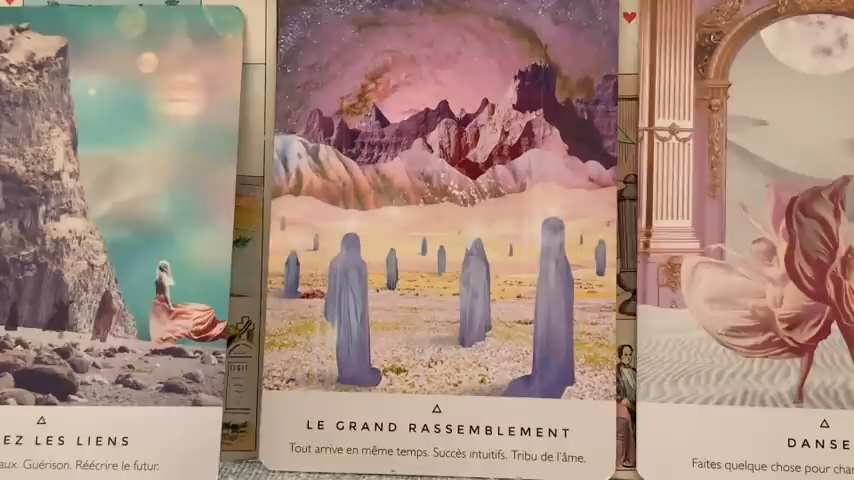 EZ LES LIENS
aux. Guérison. Réécrire le futur.
LE GRAND RASSEMBLEMENT
Tout arrive en même temps. Succès intuitifs. Tribu de l'âme.
DANSE
Faites quelque chose pour